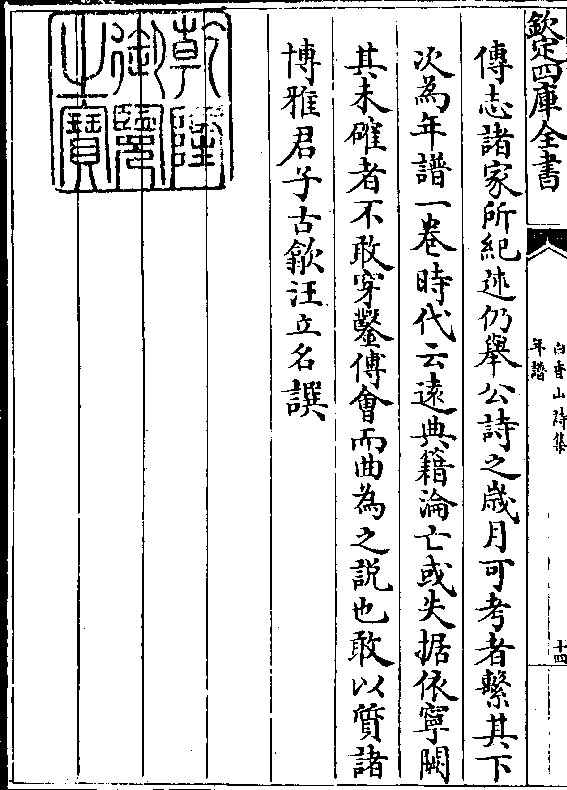 欽定四庫全書
白香山詩集
年譜
十四
傳志諸家所紀述仍舉公詩之嵗月可考者繫其下
次為年譜一卷時代云遠典籍淪亡或失据依寧闕
其未確者不敢穿鑿傅會而曲為之説也敢以質諸
博雅君子古歙汪立名譔
乾隆
御覽
之寶